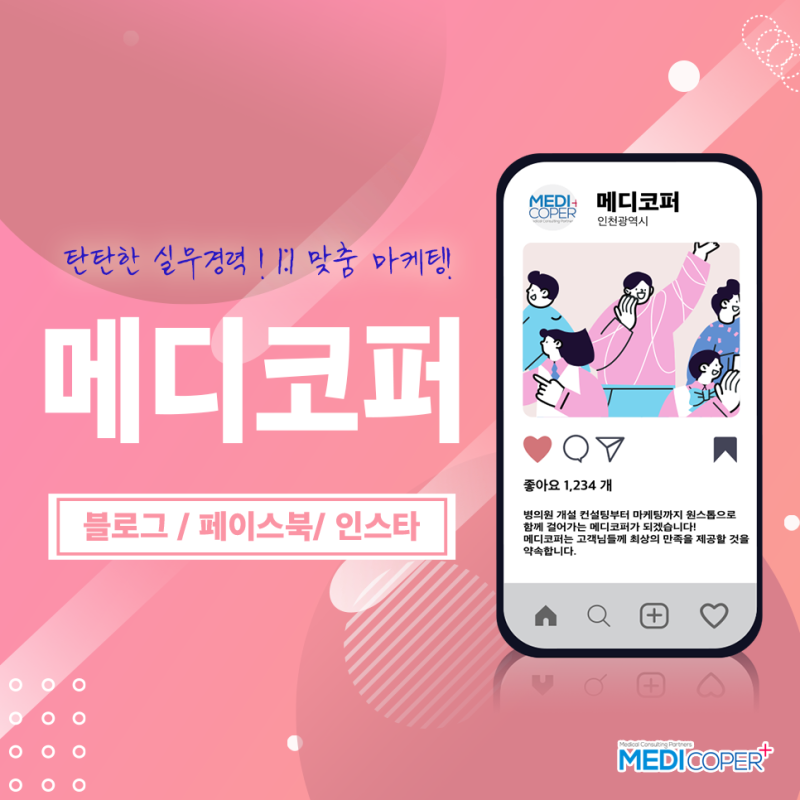 탄탄한 실무경력! 1:1 맞춤 마케팅!
메디코퍼
블로그 / 페이스북/ 인스타
MEDI+
COPER
메디코퍼
인천광역시
좋아요 1,234 개
병의원 개설 컨설팅부터 마케팅까지 원스톱으로
함께 걸어가는 메디코퍼가 되겠습니다!
메디코퍼는 고객님들께 최상의 만족을 제공할 것을
약속합니다.
Medical Consulting Partners
MEDICOPER+